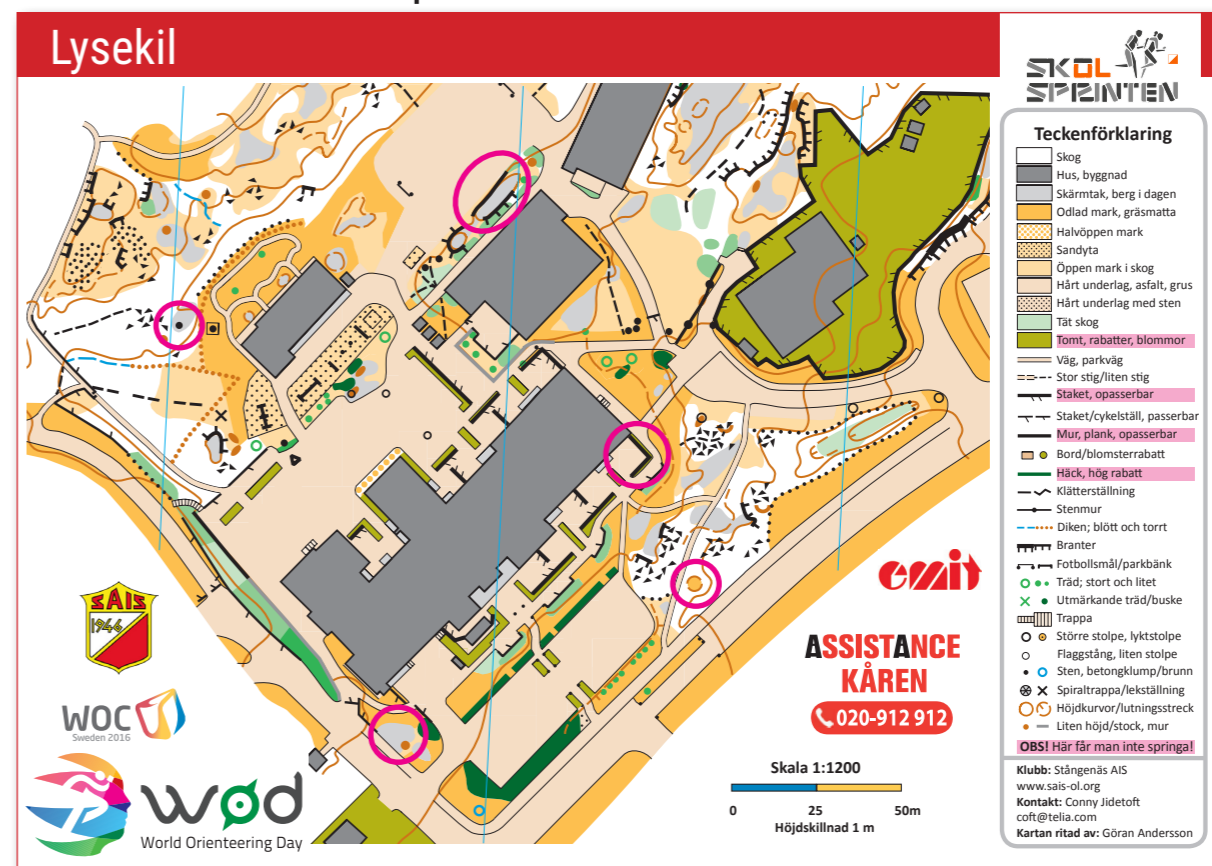 Lysekil
SKOL
SPRINTEN
Teckenförklaring
Skog
Hus, byggnad
Skärmtak, berg i dagen
Odlad mark, gräsmatta
Halvöppen mark
Sandyta
Öppen mark i skog
Hårt underlag, asfalt, grus
Hårt underlag med sten
Tät skog
Tomt, rabatter, blommor
Väg, parkväg
Stor stig/liten stig
Staket, opasserbar
Staket/cykelställ, passerbar
Mur, plank, opasserbar
Bord/blomsterrabatt
Häck, hög rabatt
Klätterställning
Stenmur
Diken; blött och torrt
Branter
Fotbollsmål/parkbänk
Träd; stort och litet
Utmärkande träd/buske
Trappa
Större stolpe, lyktstolpe
Flaggstång, liten stolpe
Sten, betongklump/brunn
Spiraltrappa/lekställning
Höjdkurvor/lutningsstreck
Liten höjd/stock, mur
OBS! Här får man inte springa!
Klubb: Stångenäs AIS
www.sais-ol.org
Kontakt: Conny Jidetoft
coft@telia.com
Kartan ritad av: Göran Andersson
SAIS
1946
WOC
Sweden 2016
wod
World Orienteering Day
emit
ASSISTANCE
KÅREN
020-912 912
Skala 1:1200
0 25 50m
Höjdskillnad 1 m